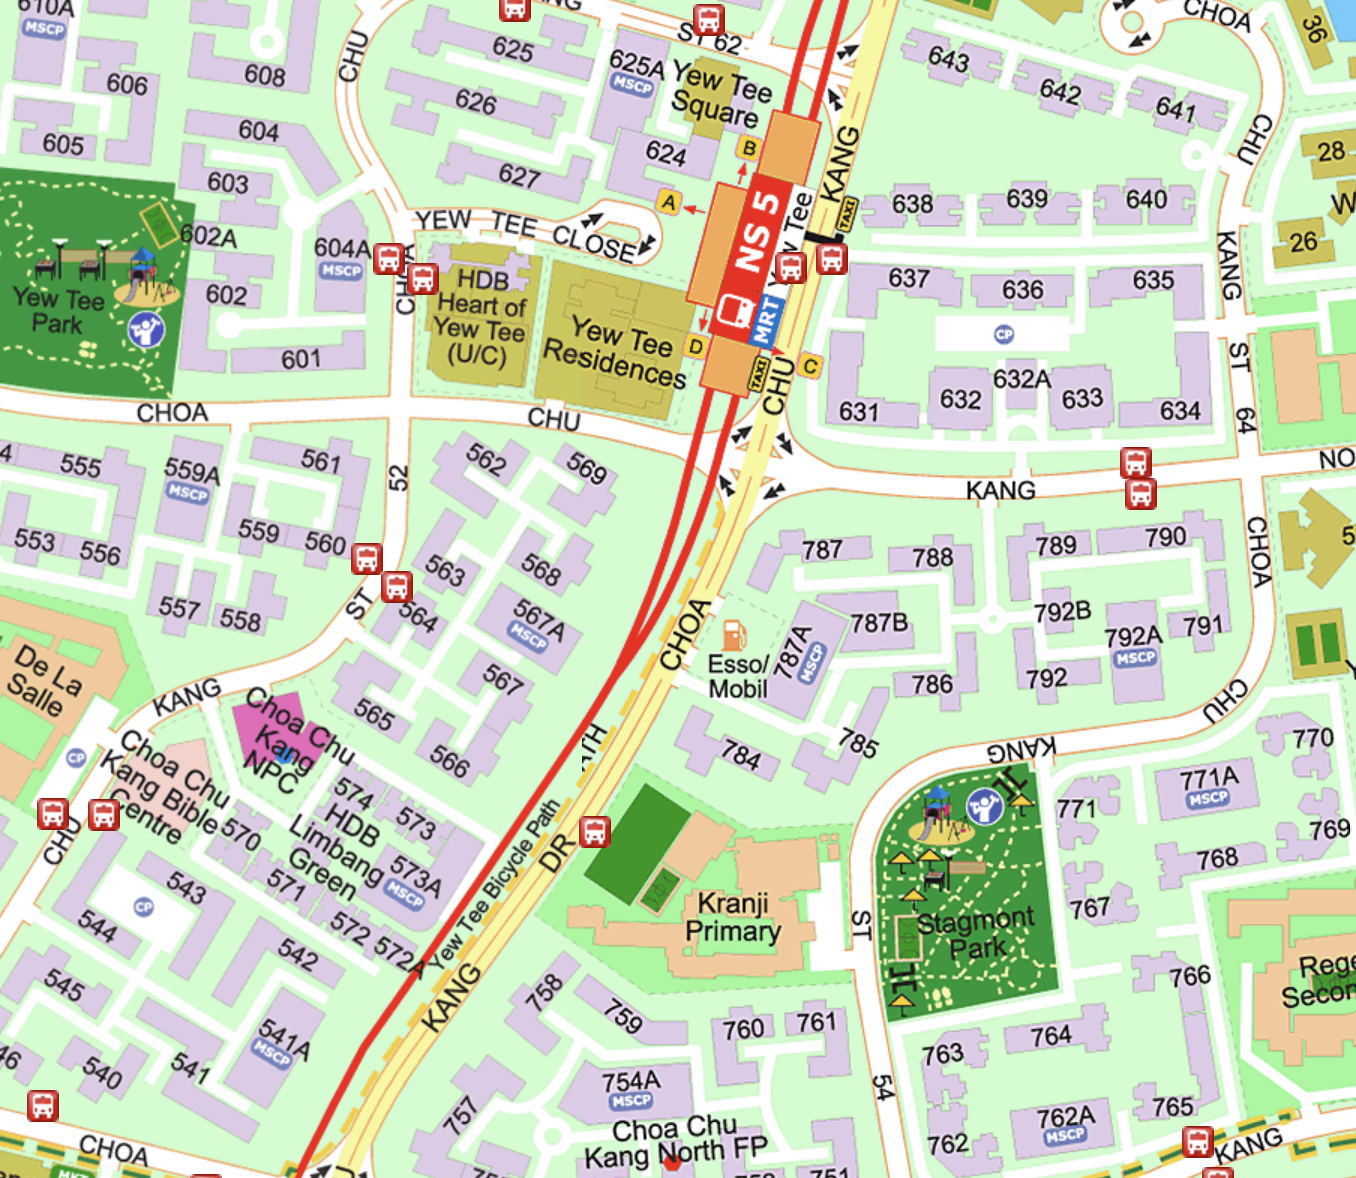 610A
MSCP
606
608
605
604
603
602A
602
601
604A
MSCP
Yew Tee
Park
CHU
ST 62
625
626
627
625A
MSCP
624
Yew Tee
Square
B
A
D
C
YEW TEE CLOSE
HDB
Heart of
Yew Tee
(U/C)
Yew Tee
Residences
NS 5
Yew Tee
MRT
TAXI
TAXI
KANG
CHU
643
642
641
638
639
640
637
636
635
CP
631
632
632A
633
634
CHOA
CHU
KANG
ST
64
36
28
26
CHOA
CHU
KANG
NO
555
559A
MSCP
561
553
556
559
560
557
558
52
ST
562
569
563
568
564
567A
MSCP
567
565
566
De La
Salle
CP
KANG
CHU
Choa Chu
Kang
NPC
Choa Chu
Kang Bible
Centre
574
HDB
Limbang
Green
573
573A
MSCP
570
571
572
572A
543
CP
544
542
545
541A
MSCP
540
541
CHOA
Yew Tee Bicycle Path
CHOA
DR
KANG
787
788
789
790
787A
MSCP
787B
792B
792A
MSCP
791
786
792
784
785
Esso/
Mobil
CHOA
CHU
KANG
ST
54
Kranji
Primary
Stagmont
Park
770
771A
MSCP
771
769
768
767
766
Rege
Secon
758
759
760
761
754A
MSCP
757
Choa Chu
Kang North FP
751
763
764
762
762A
MSCP
765
KANG